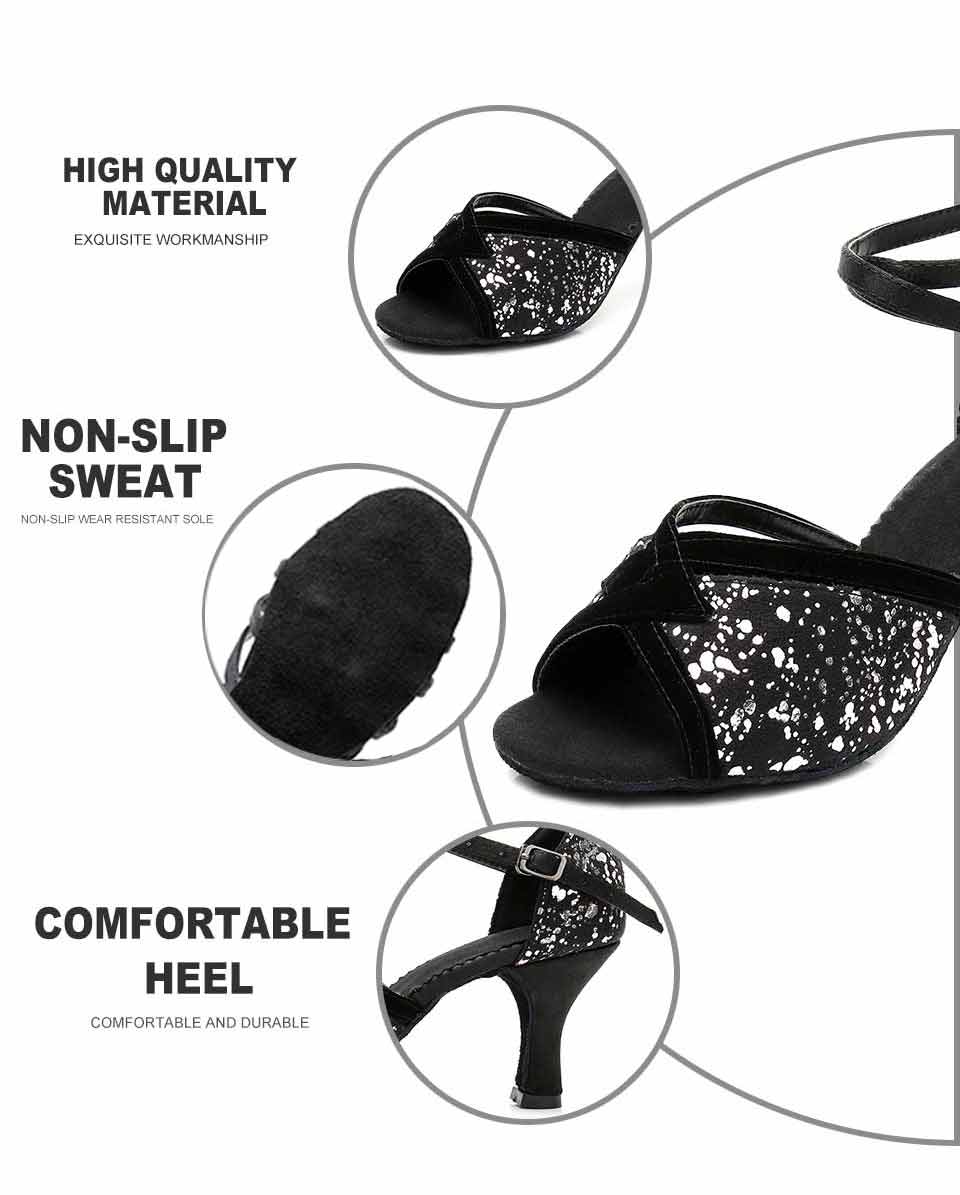 HIGH QUALITY
MATERIAL
EXQUISITE WORKMANSHIP
NON-SLIP
SWEAT
NON-SLIP WEAR RESISTANT SOLE
COMFORTABLE
HEEL
COMFORTABLE AND DURABLE